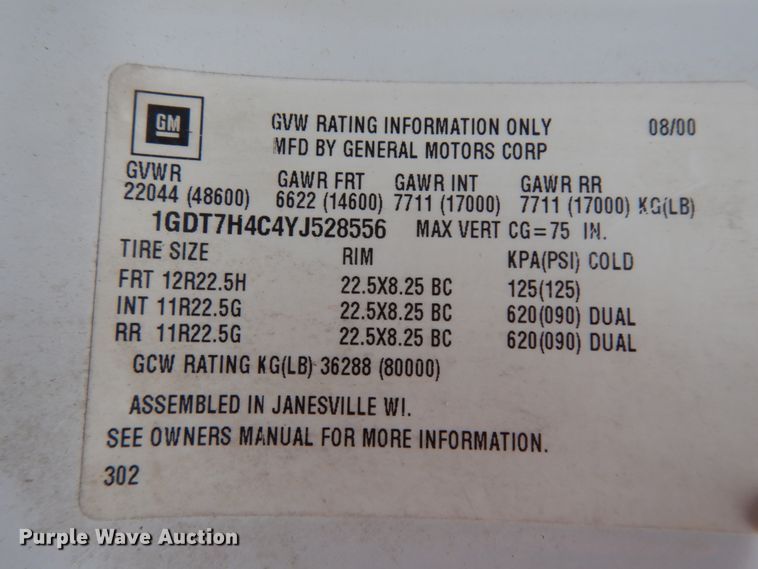 GM
GVW RATING INFORMATION ONLY 08/00
MFD BY GENERAL MOTORS CORP
GVWR GAWR FRT GAWR INT GAWR RR
22044 (48600) 6622 (14600) 7711 (17000) 7711 (17000) KG(LB)
1GDT7H4C4YJ528556 MAX VERT CG=75 IN.
TIRE SIZE RIM KPA(PSI) COLD
FRT 12R22.5H 22.5X8.25 BC 125(125)
INT 11R22.5G 22.5X8.25 BC 620(090) DUAL
RR 11R22.5G 22.5X8.25 BC 620(090) DUAL
GCW RATING KG(LB) 36288 (80000)
ASSEMBLED IN JANESVILLE WI.
SEE OWNERS MANUAL FOR MORE INFORMATION.
302
Purple Wave Auction